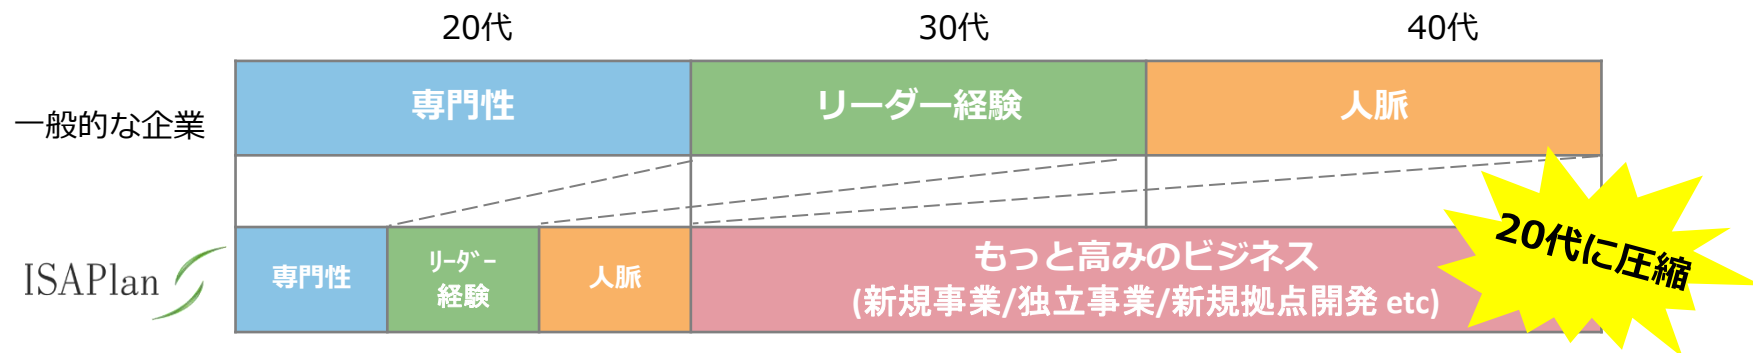 20代
30代
40代
一般的な企業
専門性
リーダー経験
人脈
ISAPlan
専門性
ﾘｰﾀﾞｰ
経験
人脈
もっと高みのビジネス
(新規事業/独立事業/新規拠点開発 etc)
20代に圧縮